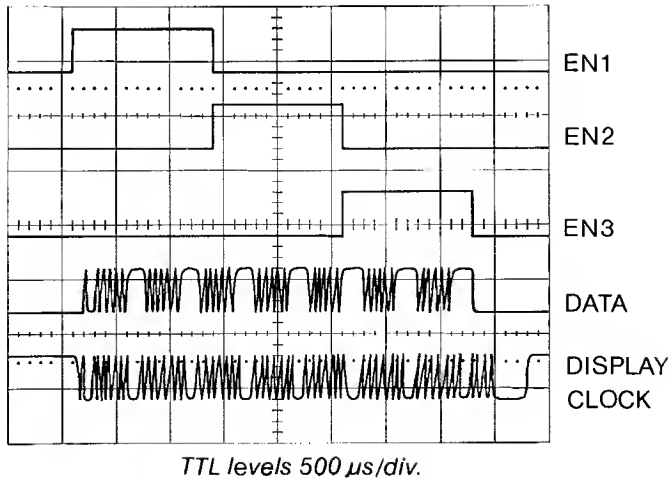 EN1
EN2
EN3
DATA
DISPLAY
CLOCK
TTL levels 500 µs/div.